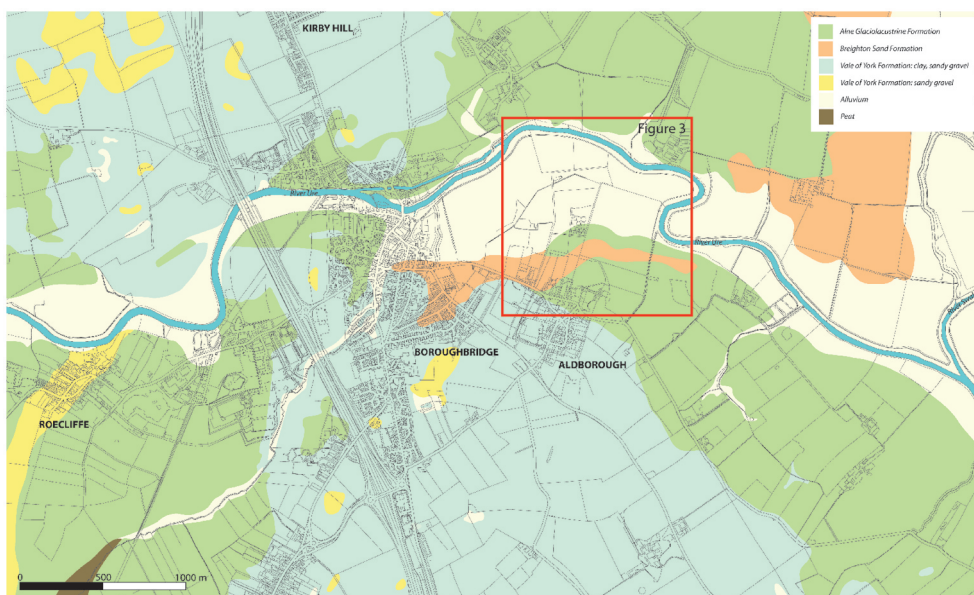 KIRBY HILL
Alne Glaciolacustrine Formation
Breighton Sand Formation
Vale of York Formation: clay, sandy gravel
Vale of York Formation: sandy gravel
Alluvium
Peat
Figure 3
River Ure
River Ure
BOROUGHBRIDGE
ALDBOROUGH
ROECLIFFE
0 500 1000 m